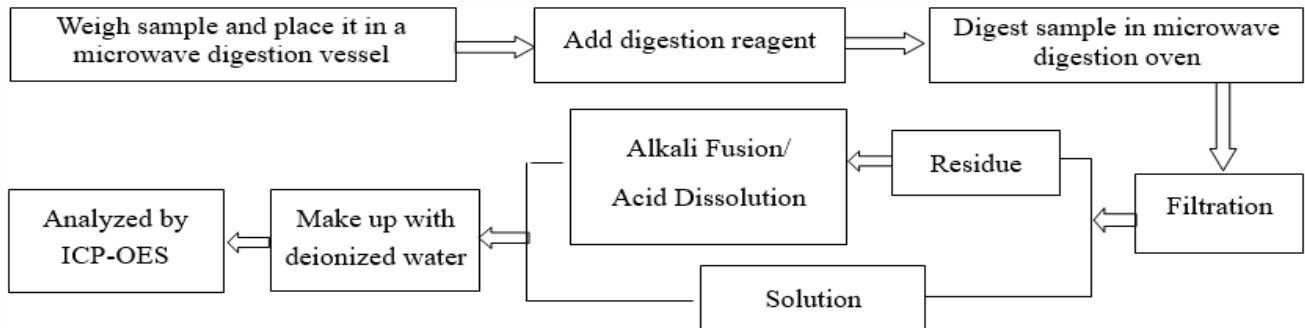 Weigh sample and place it in a
microwave digestion vessel
Add digestion reagent
Digest sample in microwave
digestion oven
Filtration
Residue
Alkali Fusion/
Acid Dissolution
Solution
Make up with
deionized water
Analyzed by
ICP-OES